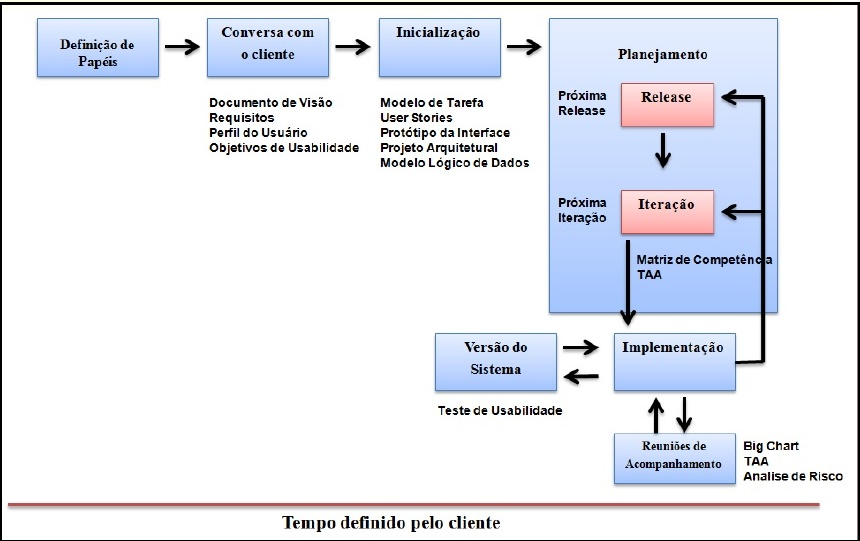 Definição de
Papéis
Conversa com
o cliente
Inicialização
Documento de Visão
Requisitos
Perfil do Usuário
Objetivos de Usabilidade
Modelo de Tarefa
User Stories
Protótipo da Interface
Projeto Arquitetural
Modelo Lógico de Dados
Planejamento
Próxima
Release
Release
Próxima
Iteração
Iteração
Matriz de Competência
TAA
Versão do
Sistema
Implementação
Teste de Usabilidade
Reuniões de
Acompanhamento
Big Chart
TAA
Analise de Risco
Tempo definido pelo cliente